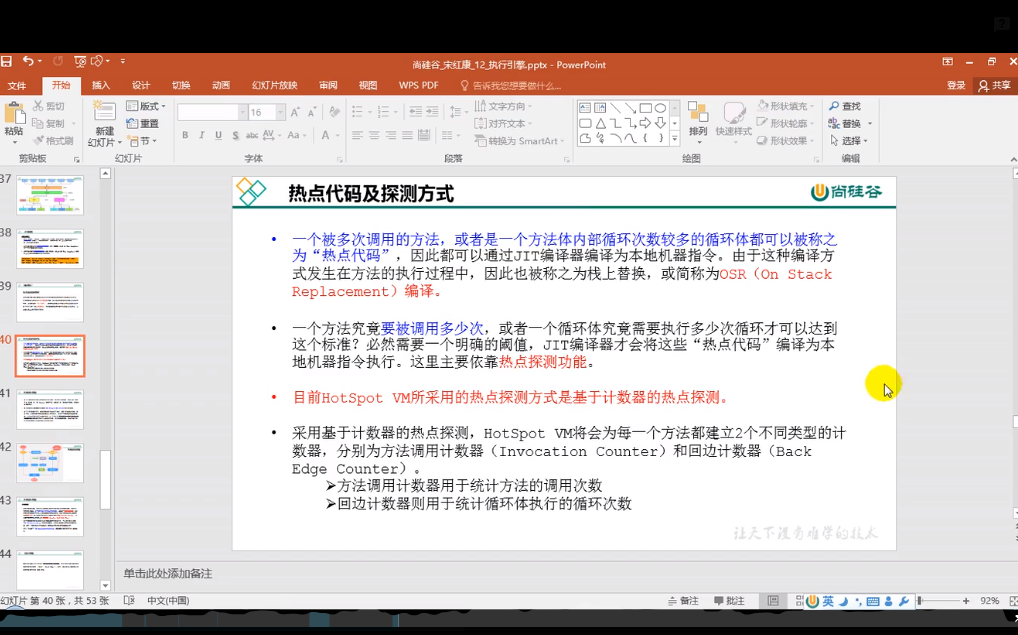 尚硅谷_宋红康_12_执行引擎.pptx - PowerPoint
文件 开始 插入 设计 切换 动画 幻灯片放映 审阅 视图 WPS PDF 告诉我您想要做什么... 登录 共享
剪切 版式 16 文字方向 形状填充 查找
粘贴 复制 新建 重置 对齐文本 排列 快速样式 形状轮廓 替换
格式刷 幻灯片 节 B I U S abc AV Aa A 转换为 SmartArt 形状效果 选择
剪贴板 幻灯片 字体 段落 绘图 编辑
37
38
39
40
41
42
43
44
热点代码及探测方式
尚硅谷
• 一个被多次调用的方法，或者是一个方法体内部循环次数较多的循环体都可以被称之
为“热点代码”，因此都可以通过JIT编译器编译为本地机器指令。由于这种编译方
式发生在方法的执行过程中，因此也被称之为栈上替换，或简称为OSR（On Stack
Replacement）编译。
• 一个方法究竟要被调用多少次，或者一个循环体究竟需要执行多少次循环才可以达到
这个标准？必然需要一个明确的阈值，JIT编译器才会将这些“热点代码”编译为本
地机器指令执行。这里主要依靠热点探测功能。
• 目前HotSpot VM所采用的热点探测方式是基于计数器的热点探测。
• 采用基于计数器的热点探测，HotSpot VM将会为每一个方法都建立2个不同类型的计
数器，分别为方法调用计数器（Invocation Counter）和回边计数器（Back
Edge Counter）。
➢方法调用计数器用于统计方法的调用次数
➢回边计数器则用于统计循环体执行的循环次数
让天下没有难学的技术
单击此处添加备注
幻灯片 第 40 张，共 53 张 中文(中国) 备注 批注 英 92%